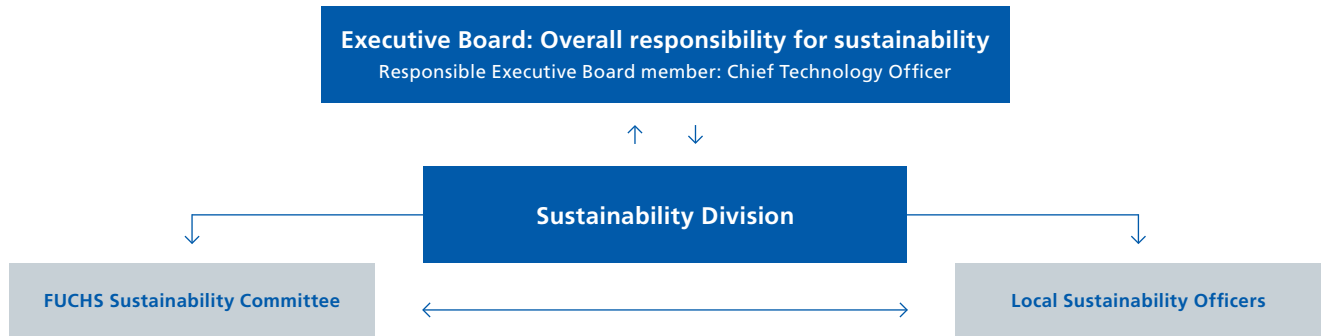 Executive Board: Overall responsibility for sustainability
Responsible Executive Board member: Chief Technology Officer
Sustainability Division
FUCHS Sustainability Committee
Local Sustainability Officers